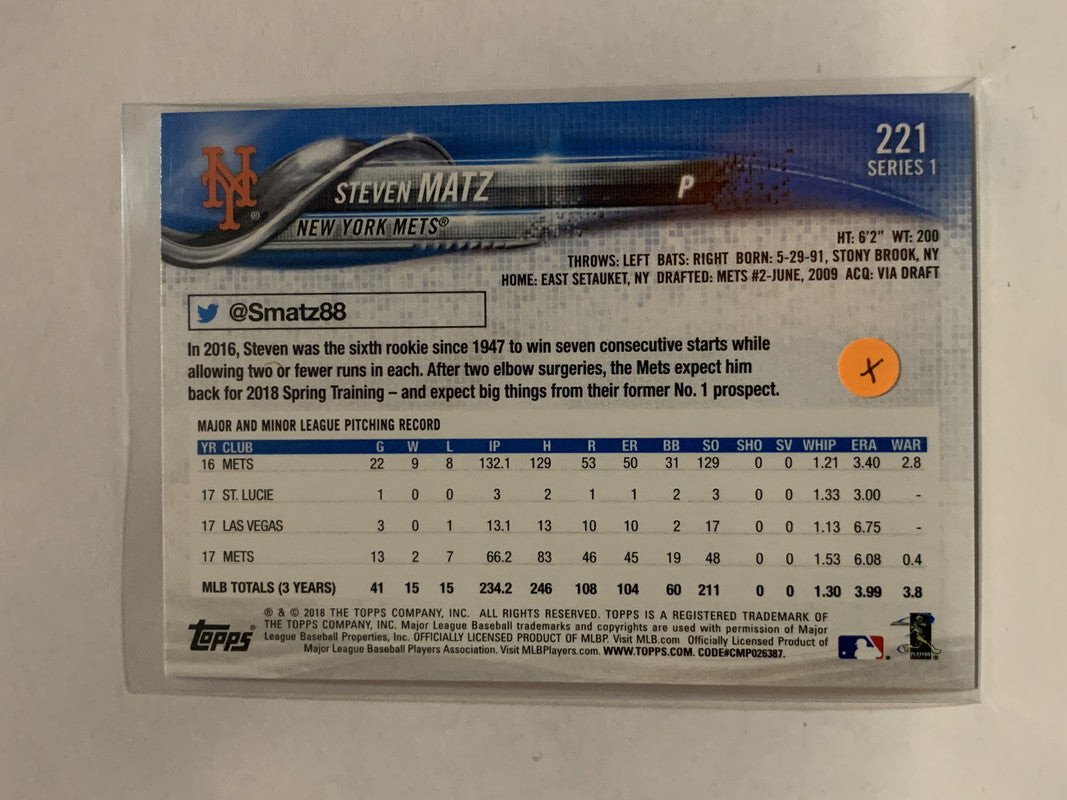 NY ®
STEVEN MATZ P
NEW YORK METS®
221
SERIES 1
HT: 6'2" WT: 200
THROWS: LEFT BATS: RIGHT BORN: 5-29-91, STONY BROOK, NY
HOME: EAST SETAUKET, NY DRAFTED: METS #2-JUNE, 2009 ACQ: VIA DRAFT
@Smatz88
In 2016, Steven was the sixth rookie since 1947 to win seven consecutive starts while
allowing two or fewer runs in each. After two elbow surgeries, the Mets expect him
back for 2018 Spring Training – and expect big things from their former No. 1 prospect.
X
MAJOR AND MINOR LEAGUE PITCHING RECORD
YR CLUB G W L IP H R ER BB SO SHO SV WHIP ERA WAR
16 METS 22 9 8 132.1 129 53 50 31 129 0 0 1.21 3.40 2.8
17 ST. LUCIE 1 0 0 3 2 1 1 2 3 0 0 1.33 3.00 -
17 LAS VEGAS 3 0 1 13.1 13 10 10 2 17 0 0 1.13 6.75 -
17 METS 13 2 7 66.2 83 46 45 19 48 0 0 1.53 6.08 0.4
MLB TOTALS (3 YEARS) 41 15 15 234.2 246 108 104 60 211 0 0 1.30 3.99 3.8
topps®
® & © 2018 THE TOPPS COMPANY, INC. ALL RIGHTS RESERVED. TOPPS IS A REGISTERED TRADEMARK OF
THE TOPPS COMPANY, INC. Major League Baseball trademarks and copyrights are used with permission of Major
League Baseball Properties, Inc. OFFICIALLY LICENSED PRODUCT OF MLBP. Visit MLB.com Officially Licensed Product of
Major League Baseball Players Association. Visit MLBPlayers.com. WWW.TOPPS.COM. CODE#CMP026387.